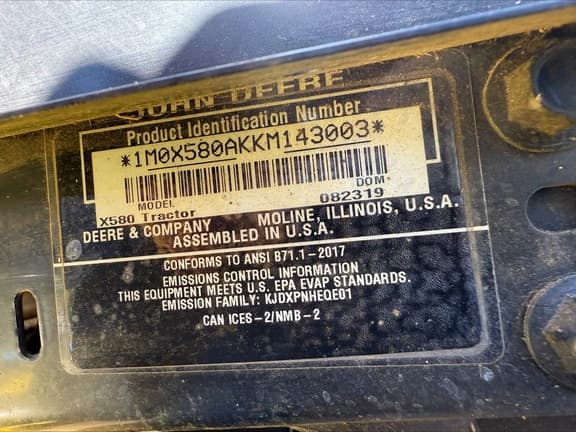 JOHN DEERE
Product Identification Number
*1M0X580AKKM143003*
MODEL DOM
X580 Tractor 082319
DEERE & COMPANY MOLINE, ILLINOIS, U.S.A.
ASSEMBLED IN U.S.A.
CONFORMS TO ANSI B71.1-2017
EMISSIONS CONTROL INFORMATION
THIS EQUIPMENT MEETS U.S. EPA EVAP STANDARDS.
EMISSION FAMILY: KJDXPNHEQE01
CAN ICES-2/NMB-2